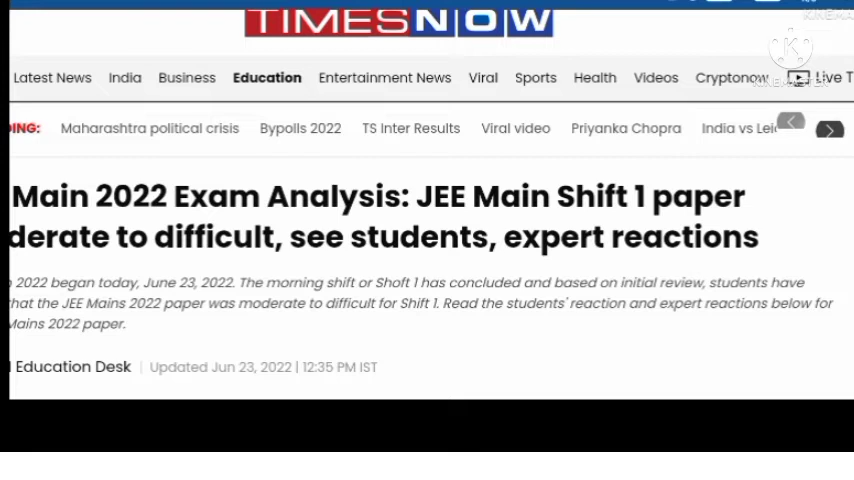 TIMES NOW
KINEMA
KINEMASTER
Latest News India Business Education Entertainment News Viral Sports Health Videos Cryptonow Live T
DING: Maharashtra political crisis Bypolls 2022 TS Inter Results Viral video Priyanka Chopra India vs Leic
Main 2022 Exam Analysis: JEE Main Shift 1 paper
derate to difficult, see students, expert reactions
2022 began today, June 23, 2022. The morning shift or Shoft 1 has concluded and based on initial review, students have
that the JEE Mains 2022 paper was moderate to difficult for Shift 1. Read the students' reaction and expert reactions below for
Mains 2022 paper.
Education Desk | Updated Jun 23, 2022 | 12:35 PM IST